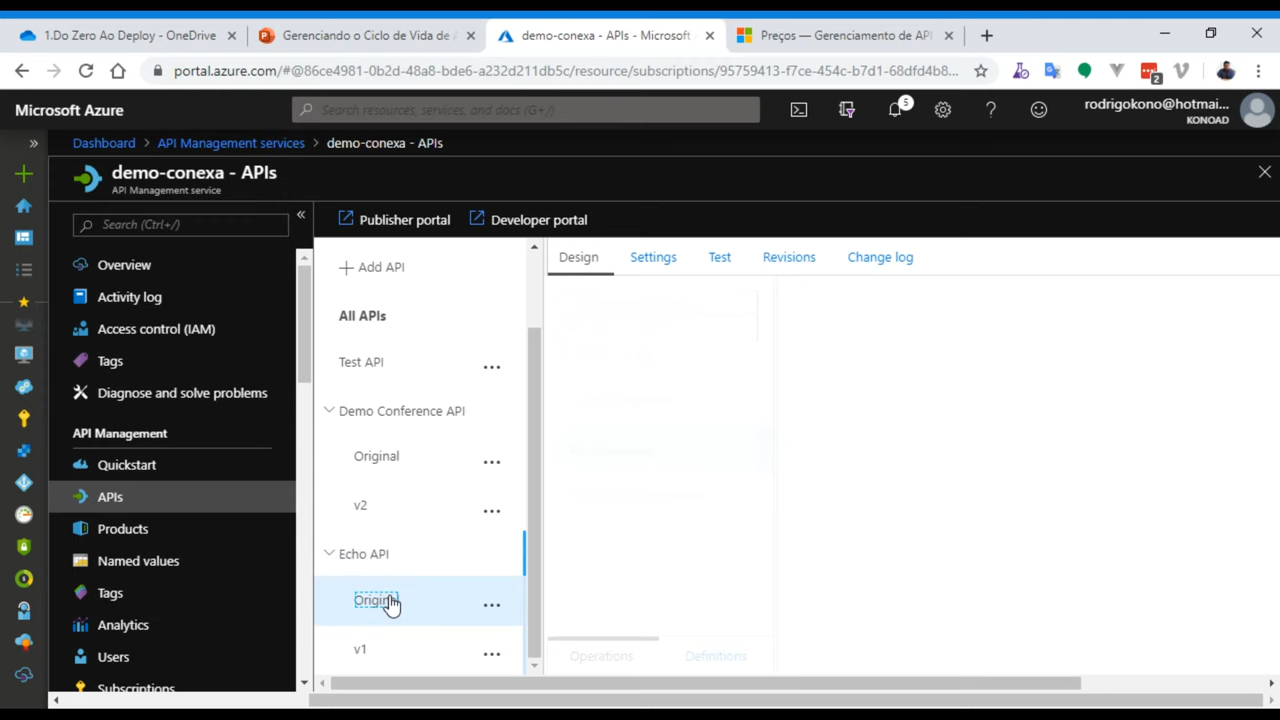 1.Do Zero Ao Deploy - OneDrive
Gerenciando o Ciclo de Vida de A
demo-conexa - APIs - Microsoft
Preços — Gerenciamento de API
portal.azure.com/#@86ce4981-0b2d-48a8-bde6-a232d211db5c/resource/subscriptions/95759413-f7ce-454c-b7d1-68dfd4b8...
2
Microsoft Azure
Search resources, services, and docs (G+/)
5
rodrigokono@hotmai...
KONOAD
Dashboard
API Management services
demo-conexa - APIs
demo-conexa - APIs
API Management service
Search (Ctrl+/)
Overview
Activity log
Access control (IAM)
Tags
Diagnose and solve problems
API Management
Quickstart
APIs
Products
Named values
Tags
Analytics
Users
Subscriptions
Publisher portal
Developer portal
Add API
All APIs
Test API
Demo Conference API
Original
v2
Echo API
Original
v1
Design
Settings
Test
Revisions
Change log
Operations
Definitions